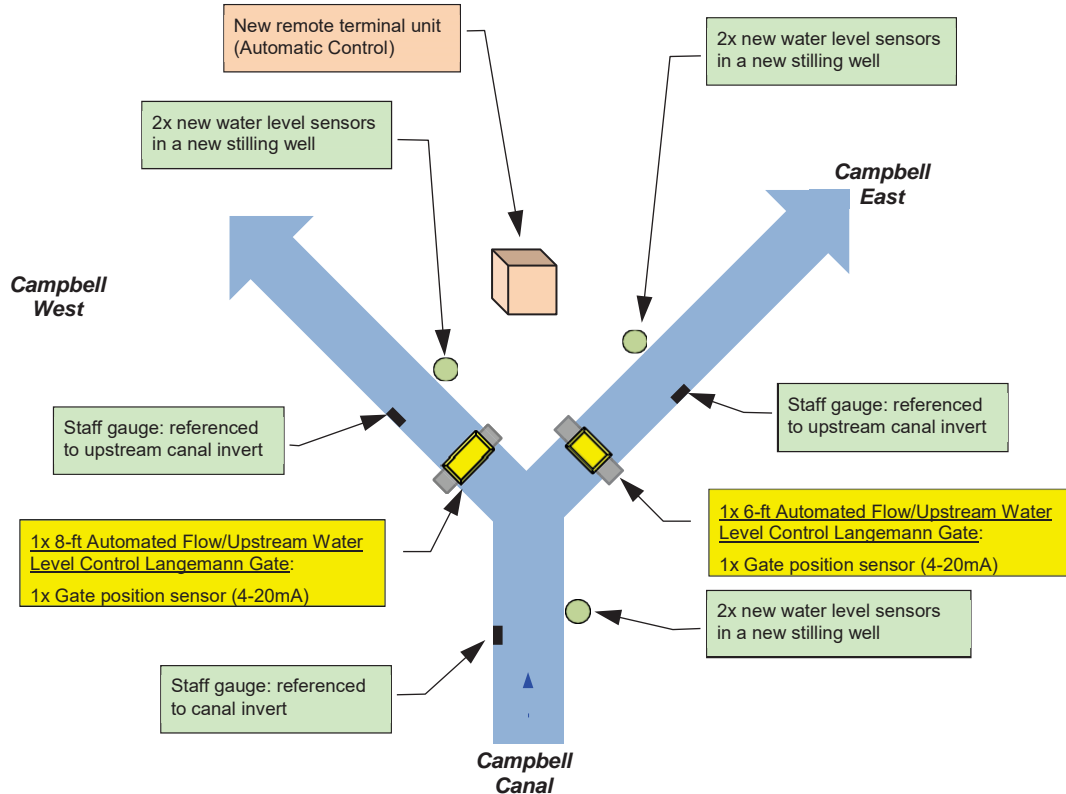 New remote terminal unit
(Automatic Control)
2x new water level sensors
in a new stilling well
2x new water level sensors
in a new stilling well
Campbell
East
Campbell
West
Staff gauge: referenced
to upstream canal invert
Staff gauge: referenced
to upstream canal invert
1x 8-ft Automated Flow/Upstream Water
Level Control Langemann Gate:
1x Gate position sensor (4-20mA)
1x 6-ft Automated Flow/Upstream Water
Level Control Langemann Gate:
1x Gate position sensor (4-20mA)
2x new water level sensors
in a new stilling well
Staff gauge: referenced
to canal invert
Campbell
Canal